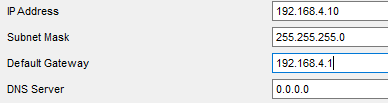 IP Address 192.168.4.10
Subnet Mask 255.255.255.0
Default Gateway 192.168.4.1
DNS Server 0.0.0.0